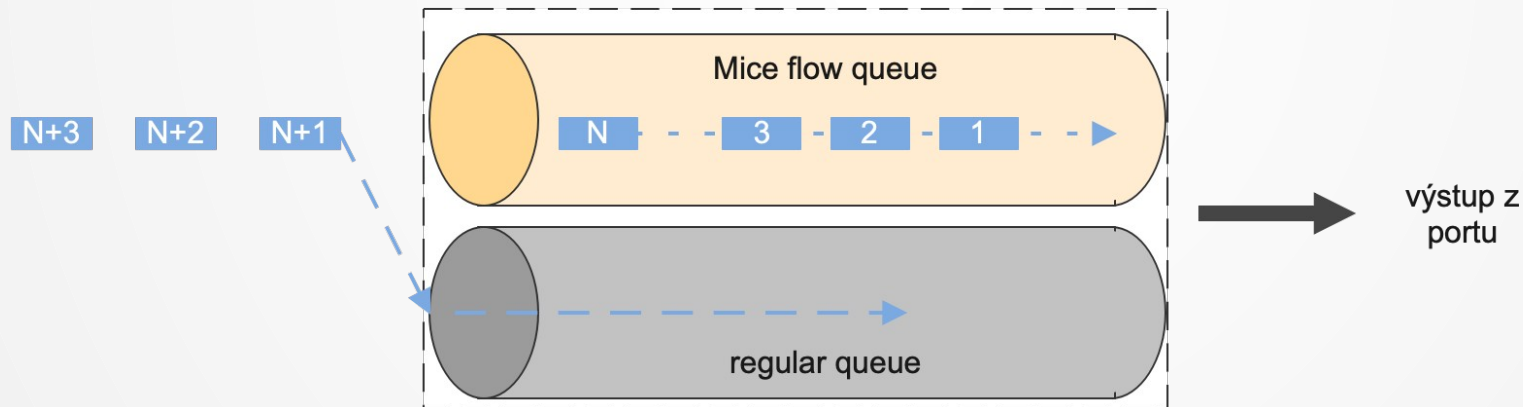 Mice flow queue
N+3 N+2 N+1 N 3 2 1
výstup z
portu
regular queue